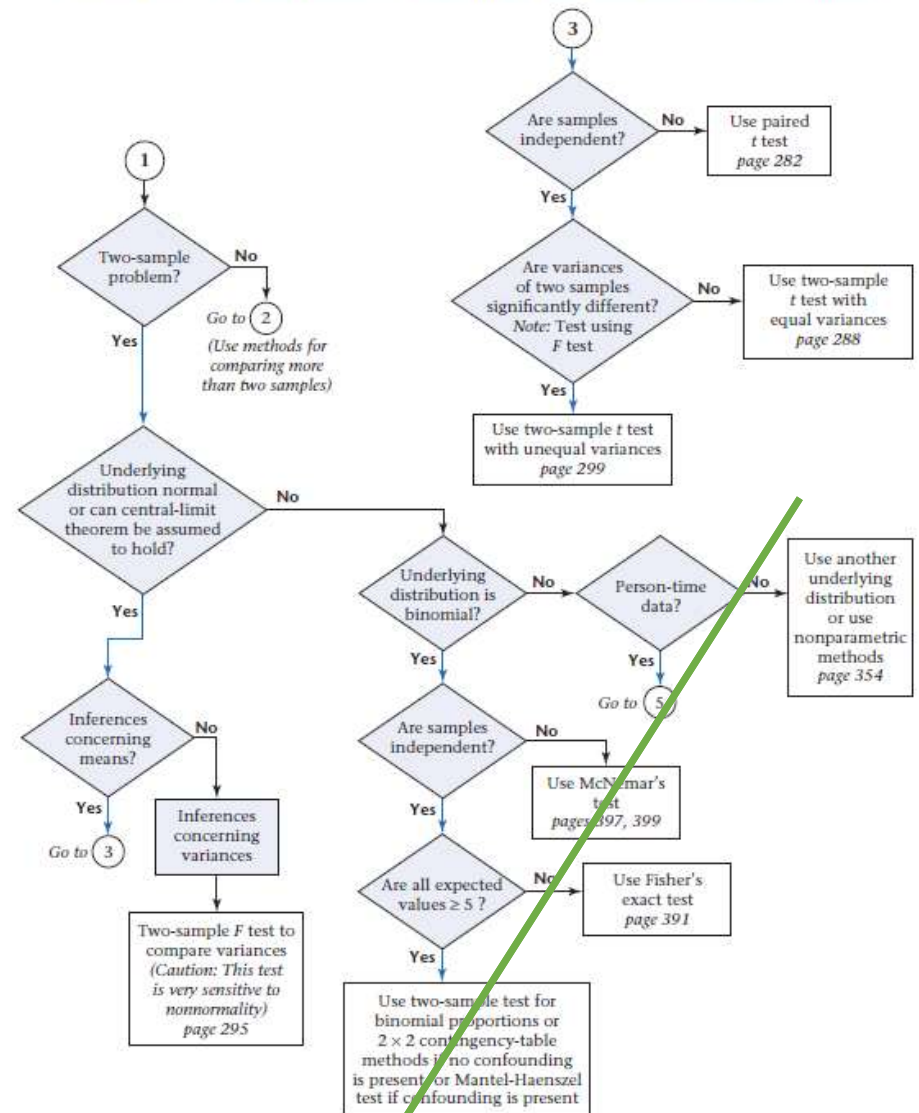 3
Are samples
independent?
No
Use paired
t test
page 282
Yes
Are variances
of two samples
significantly different?
Note: Test using
F test
No
Use two-sample
t test with
equal variances
page 288
Yes
Use two-sample t test
with unequal variances
page 299
1
Two-sample
problem?
No
Go to 2
(Use methods for
comparing more
than two samples)
Yes
Underlying
distribution normal
or can central-limit
theorem be assumed
to hold?
No
Yes
Inferences
concerning
means?
No
Yes
Go to 3
Inferences
concerning
variances
Two-sample F test to
compare variances
(Caution: This test
is very sensitive to
nonnormality)
page 295
Underlying
distribution is
binomial?
No
Person-time
data?
No
Use another
underlying
distribution
or use
nonparametric
methods
page 354
Yes
Go to 5
Yes
Are samples
independent?
No
Use McNemar's
test
pages 397, 399
Yes
Are all expected
values ≥ 5 ?
No
Use Fisher's
exact test
page 391
Yes
Use two-sample test for
binomial proportions or
2 × 2 contingency-table
methods if no confounding
is present, or Mantel-Haenszel
test if confounding is present